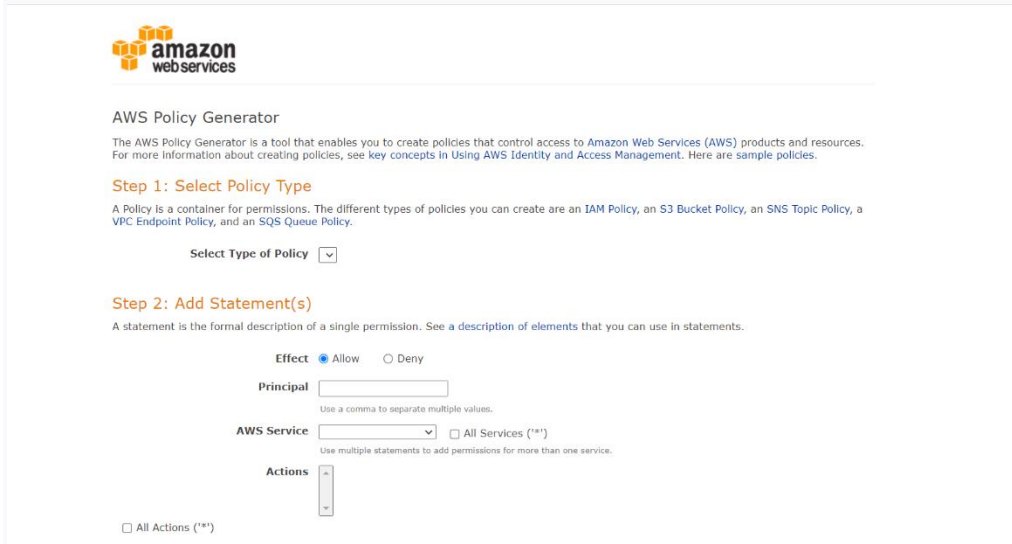 amazon
webservices
AWS Policy Generator
The AWS Policy Generator is a tool that enables you to create policies that control access to Amazon Web Services (AWS) products and resources.
For more information about creating policies, see key concepts in Using AWS Identity and Access Management. Here are sample policies.
Step 1: Select Policy Type
A Policy is a container for permissions. The different types of policies you can create are an IAM Policy, an S3 Bucket Policy, an SNS Topic Policy, a
VPC Endpoint Policy, and an SQS Queue Policy.
Select Type of Policy
Step 2: Add Statement(s)
A statement is the formal description of a single permission. See a description of elements that you can use in statements.
Effect Allow Deny
Principal
Use a comma to separate multiple values.
AWS Service All Services ('*')
Use multiple statements to add permissions for more than one service.
Actions
All Actions ('*')